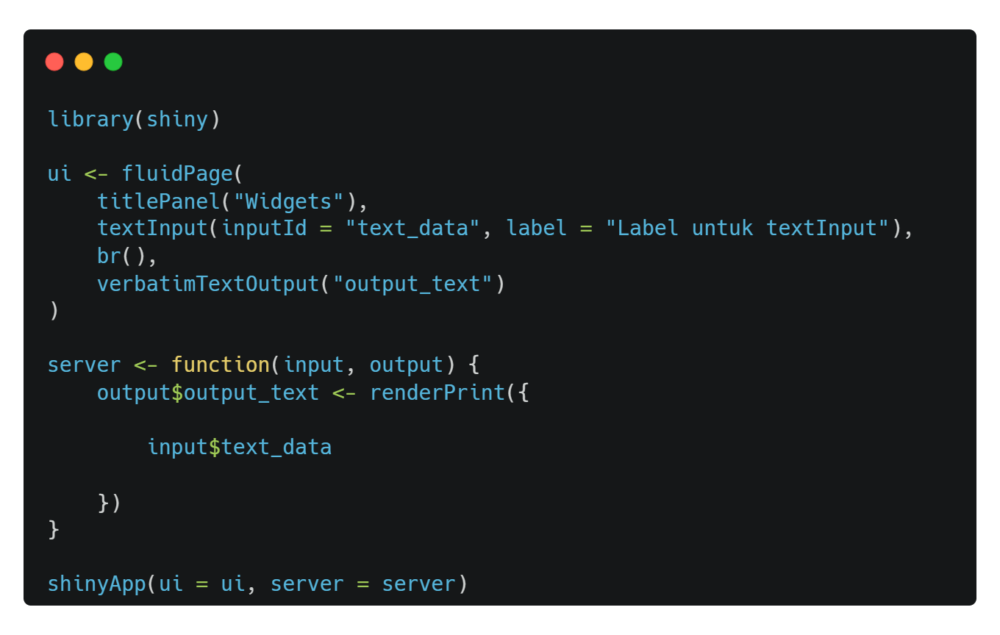 library(shiny)
ui <- fluidPage(
    titlePanel("Widgets"),
    textInput(inputId = "text_data", label = "Label untuk textInput"),
    br(),
    verbatimTextOutput("output_text")
)
server <- function(input, output) {
    output$output_text <- renderPrint({
        input$text_data
    })
}
shinyApp(ui = ui, server = server)